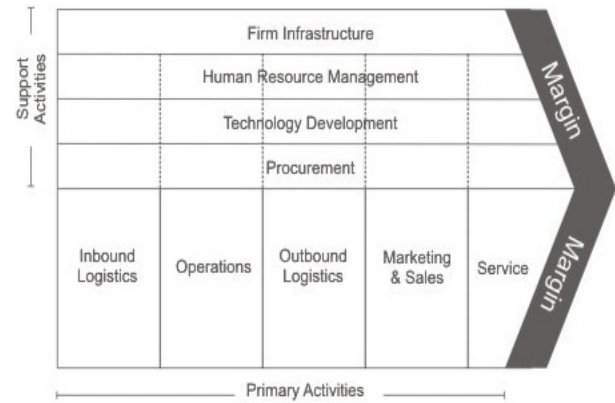 Support
Activities
Firm Infrastructure
Human Resource Management
Technology Development
Procurement
Margin
Inbound
Logistics
Operations
Outbound
Logistics
Marketing
& Sales
Service
Margin
Primary Activities